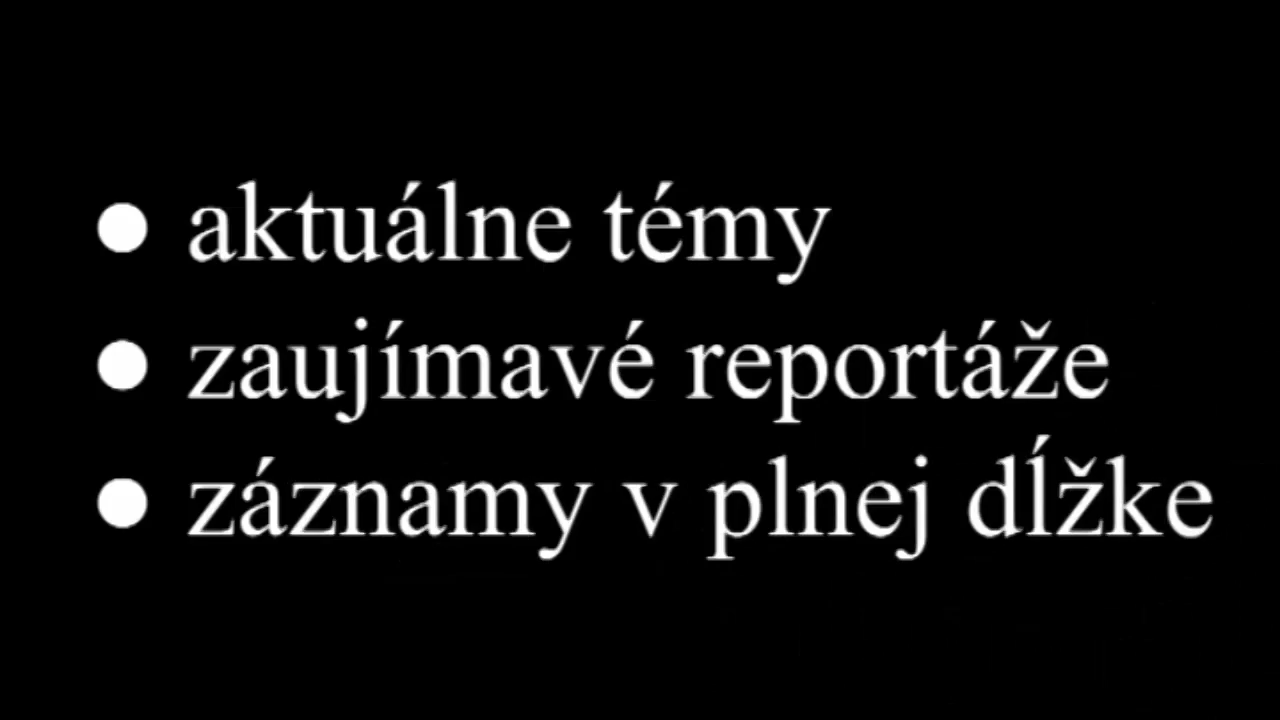 ● aktuálne témy
● zaujímavé reportáže
● záznamy v plnej dĺžke